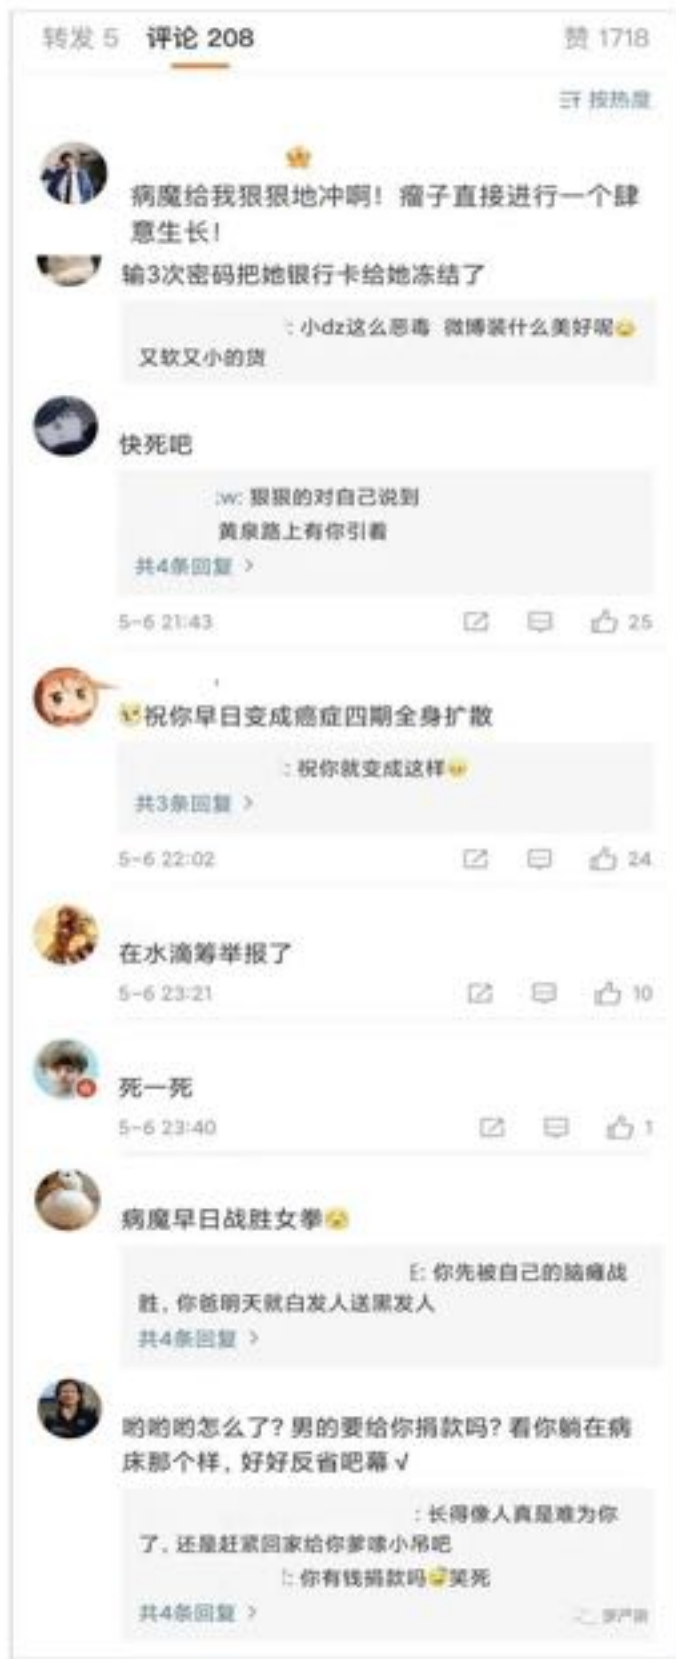 转发 5 评论 208 赞 1718
按热度
病魔给我狠狠地冲啊！瘤子直接进行一个肆
意生长！
输3次密码把她银行卡给她冻结了
: 小dz这么恶毒 微博装什么美好呢
又软又小的货
快死吧
:w: 狠狠的对自己说到
黄泉路上有你引着
共4条回复 >
5-6 21:43 25
祝你早日变成癌症四期全身扩散
: 祝你就变成这样
共3条回复 >
5-6 22:02 24
在水滴筹举报了
5-6 23:21 10
死一死
5-6 23:40 1
病魔早日战胜女拳
E: 你先被自己的脑瘫战
胜，你爸明天就白发人送黑发人
共4条回复 >
哟哟哟怎么了？男的要给你捐款吗？看你躺在病
床那个样，好好反省吧幕√
: 长得像人真是难为你
了，还是赶紧回家给你爹嗦小吊吧
: 你有钱捐款吗笑死
共4条回复 >